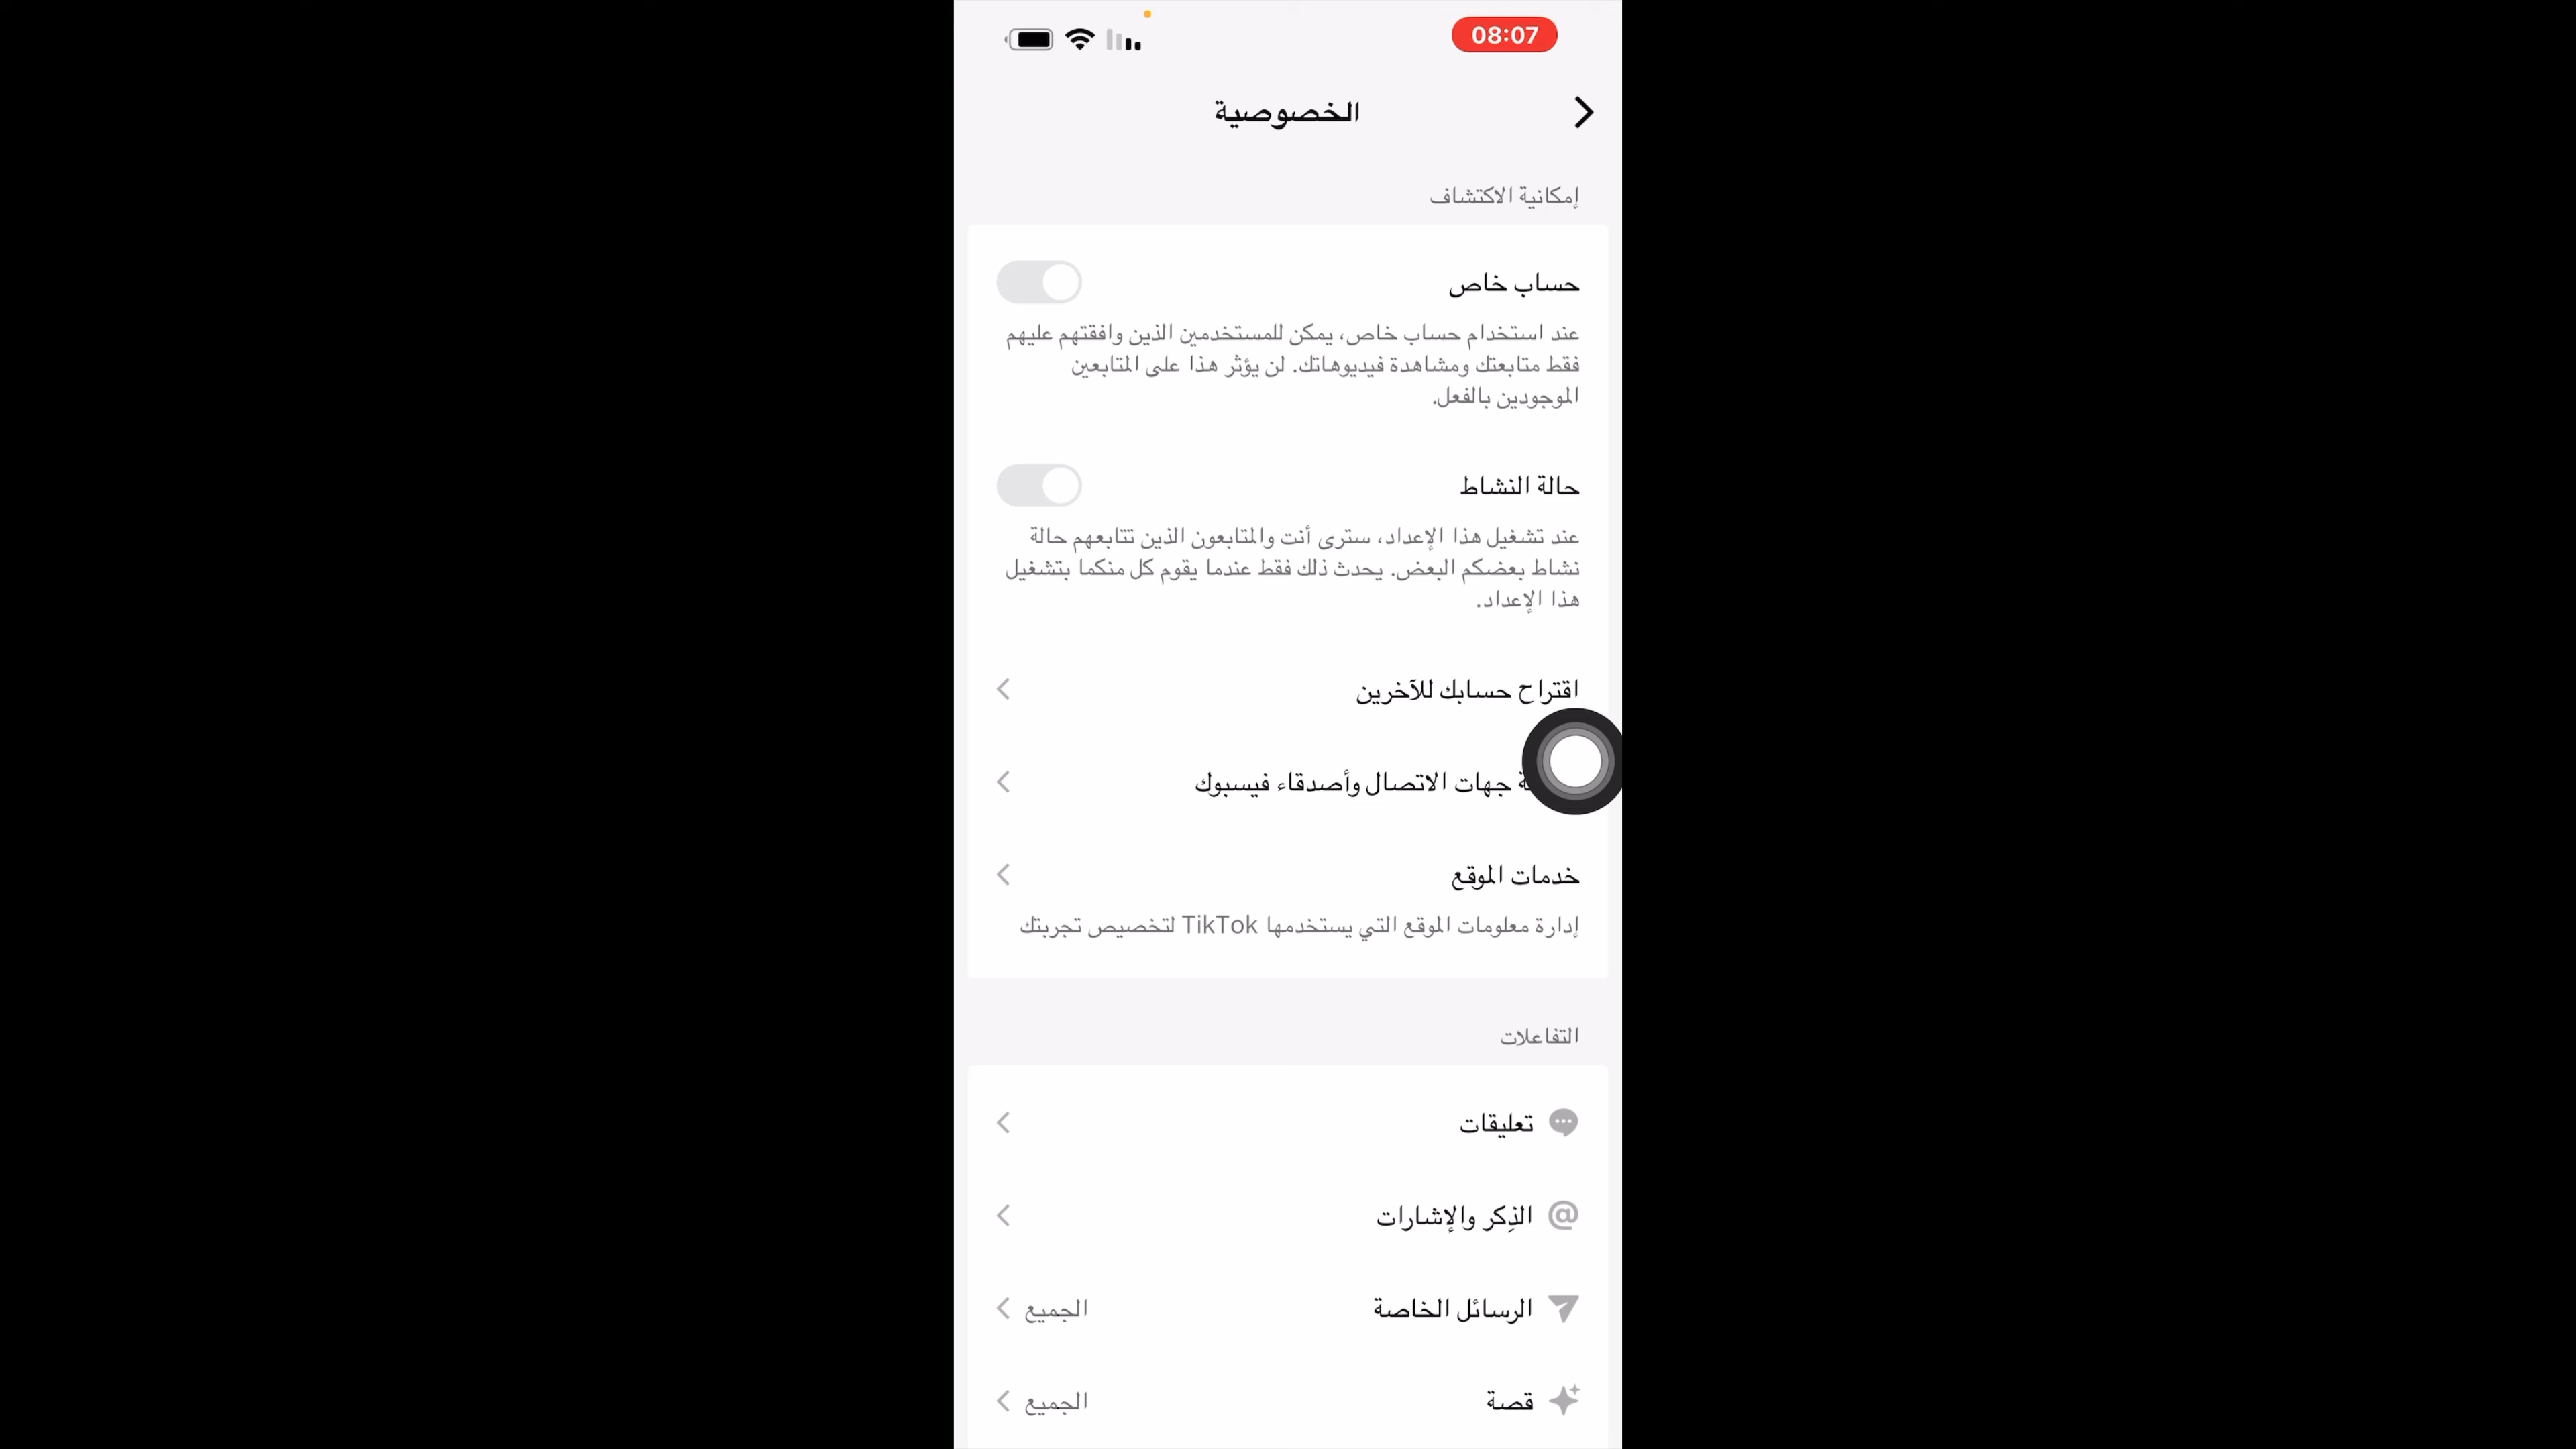 08:07
الخصوصية
إمكانية الاكتشاف
حساب خاص
عند استخدام حساب خاص، يمكن للمستخدمين الذين وافقتهم عليهم
فقط متابعتك ومشاهدة فيديوهاتك. لن يؤثر هذا على المتابعين
الموجودين بالفعل.
حالة النشاط
عند تشغيل هذا الإعداد، سترى أنت والمتابعون الذين تتابعهم حالة
نشاط بعضكم البعض. يحدث ذلك فقط عندما يقوم كل منكما بتشغيل
هذا الإعداد.
اقتراح حسابك للآخرين
جهات الاتصال وأصدقاء فيسبوك
خدمات الموقع
إدارة معلومات الموقع التي يستخدمها TikTok لتخصيص تجربتك
التفاعلات
تعليقات
الذِكر والإشارات
الرسائل الخاصة الجميع
قصة الجميع